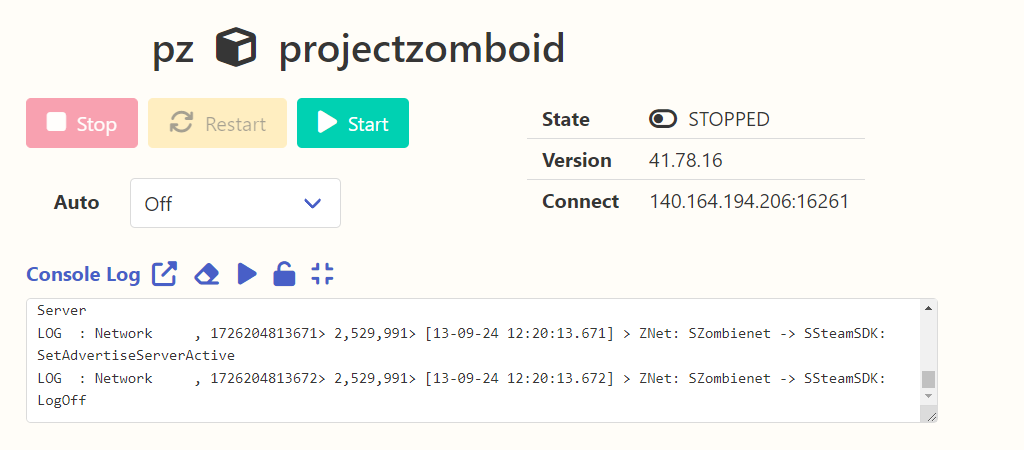 pz projectzomboid
Stop Restart Start
State STOPPED
Version 41.78.16
Connect 140.164.194.206:16261
Auto Off
Console Log
Server
LOG  : Network     , 1726204813671> 2,529,991> [13-09-24 12:20:13.671] > ZNet: SZombienet -> SSteamSDK:
SetAdvertiseServerActive
LOG  : Network     , 1726204813672> 2,529,991> [13-09-24 12:20:13.672] > ZNet: SZombienet -> SSteamSDK:
LogOff